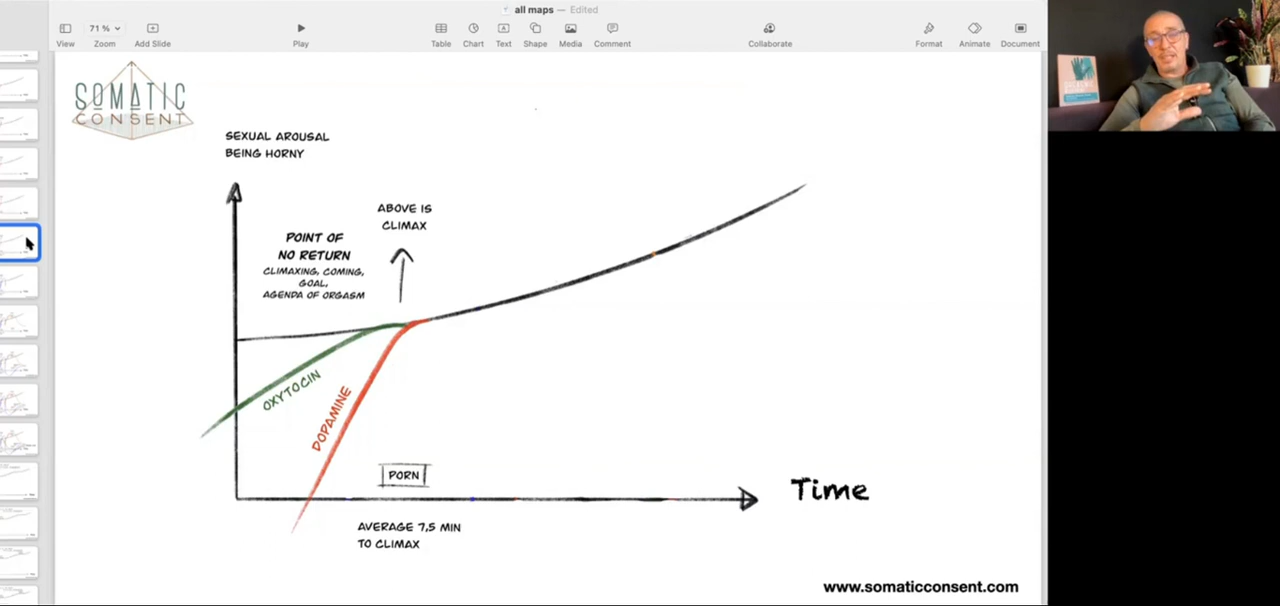 all maps — Edited
71 %
View
Zoom
Add Slide
Play
Table
Chart
Text
Shape
Media
Comment
Collaborate
Format
Animate
Document
SOMATIC
CONSENT
SEXUAL AROUSAL
BEING HORNY
ABOVE IS
CLIMAX
POINT OF
NO RETURN
CLIMAXING, COMING,
GOAL,
AGENDA OF ORGASM
OXYTOCIN
DOPAMINE
PORN
Time
AVERAGE 7,5 MIN
TO CLIMAX
www.somaticconsent.com